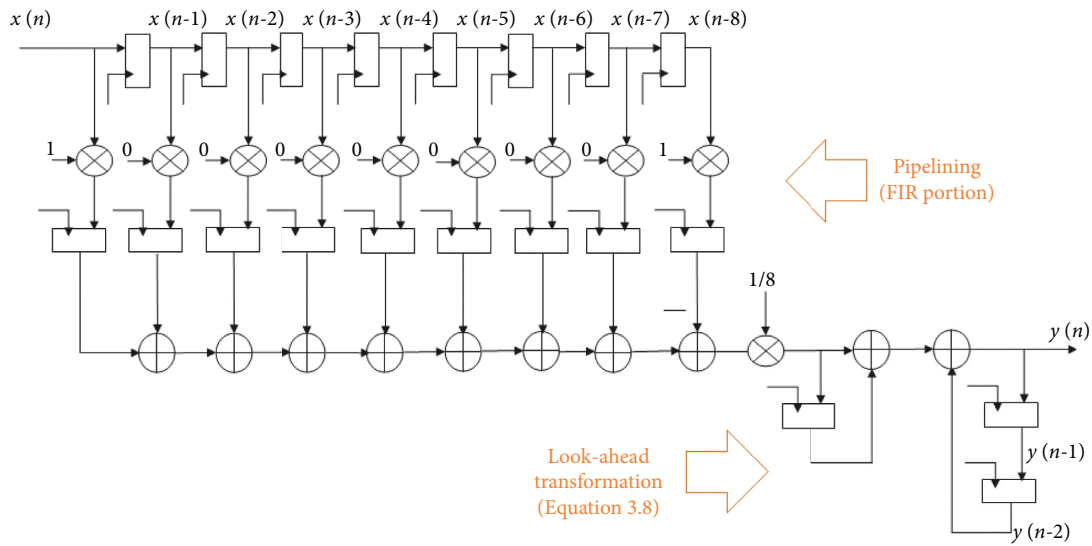 x (n) x (n-1) x (n-2) x (n-3) x (n-4) x (n-5) x (n-6) x (n-7) x (n-8)
1 0 0 0 0 0 0 0 1
Pipelining
(FIR portion)
1/8
—
y (n)
y (n-1)
Look-ahead
transformation
(Equation 3.8)
y (n-2)